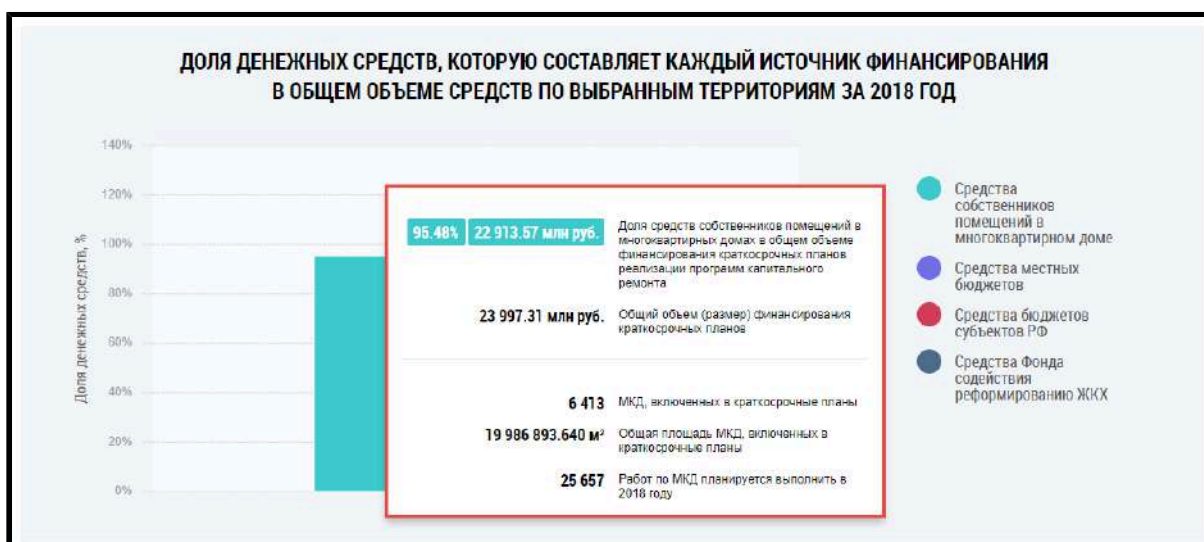 ДОЛЯ ДЕНЕЖНЫХ СРЕДСТВ, КОТОРУЮ СОСТАВЛЯЕТ КАЖДЫЙ ИСТОЧНИК ФИНАНСИРОВАНИЯ
В ОБЩЕМ ОБЪЕМЕ СРЕДСТВ ПО ВЫБРАННЫМ ТЕРРИТОРИЯМ ЗА 2018 ГОД
Доля денежных средств, %
140%
120%
100%
80%
60%
40%
20%
0%
95.48% 22 913.57 млн руб.
Доля средств собственников помещений в
многоквартирных домах в общем объеме
финансирования краткосрочных планов
реализации программ капитального
ремонта
23 997.31 млн руб.
Общий объем (размер) финансирования
краткосрочных планов
6 413 МКД, включенных в краткосрочные планы
19 986 893.640 м²
Общая площадь МКД, включенных в
краткосрочные планы
25 657
Работ по МКД планируется выполнить в
2018 году
Средства
собственников
помещений в
многоквартирном доме
Средства местных
бюджетов
Средства бюджетов
субъектов РФ
Средства Фонда
содействия
реформированию ЖКХ